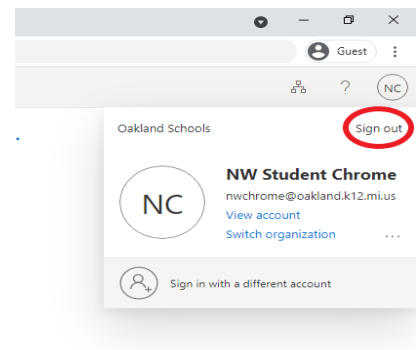 Guest
? NC
Oakland Schools Sign out
NC
NW Student Chrome
nwchrome@oakland.k12.mi.us
View account
Switch organization ...
Sign in with a different account